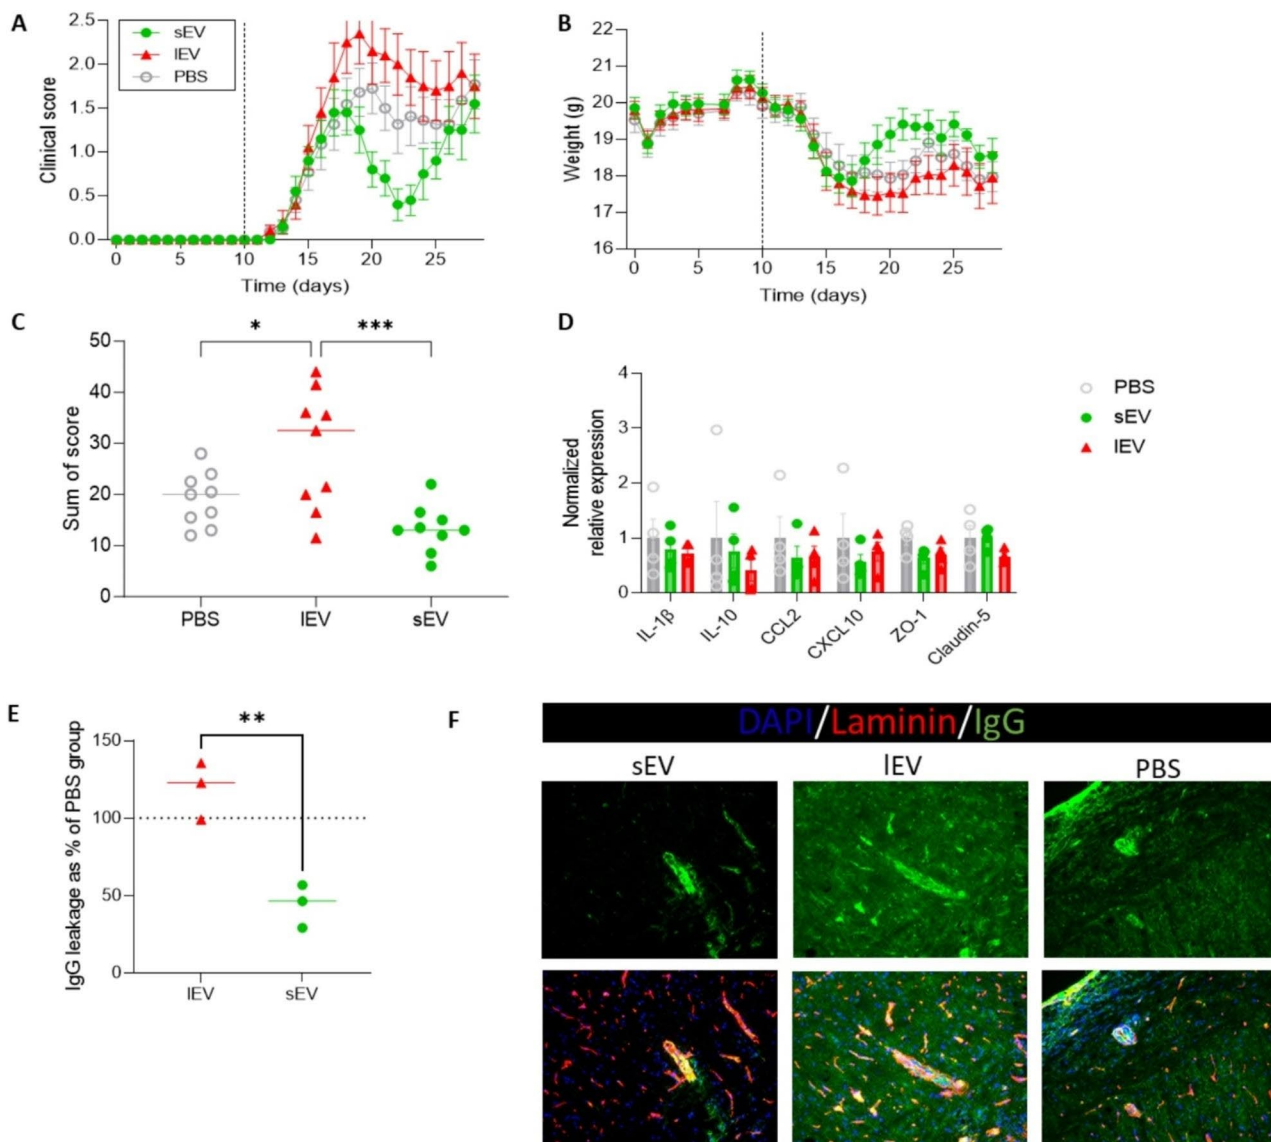 A
2.5
2.0
1.5
1.0
0.5
0.0
Clinical score
sEV
lEV
PBS
0 5 10 15 20 25
Time (days)
B
22
21
20
19
18
17
16
Weight (g)
0 5 10 15 20 25
Time (days)
C
* ***
50
40
30
20
10
0
Sum of score
PBS lEV sEV
D
4
3
2
1
0
Normalized
relative expression
PBS
sEV
lEV
IL-1β IL-10 CCL2 CXCL10 ZO-1 Claudin-5
E
**
150
100
50
0
IgG leakage as % of PBS group
lEV sEV
F
DAPI/Laminin/IgG
sEV lEV PBS